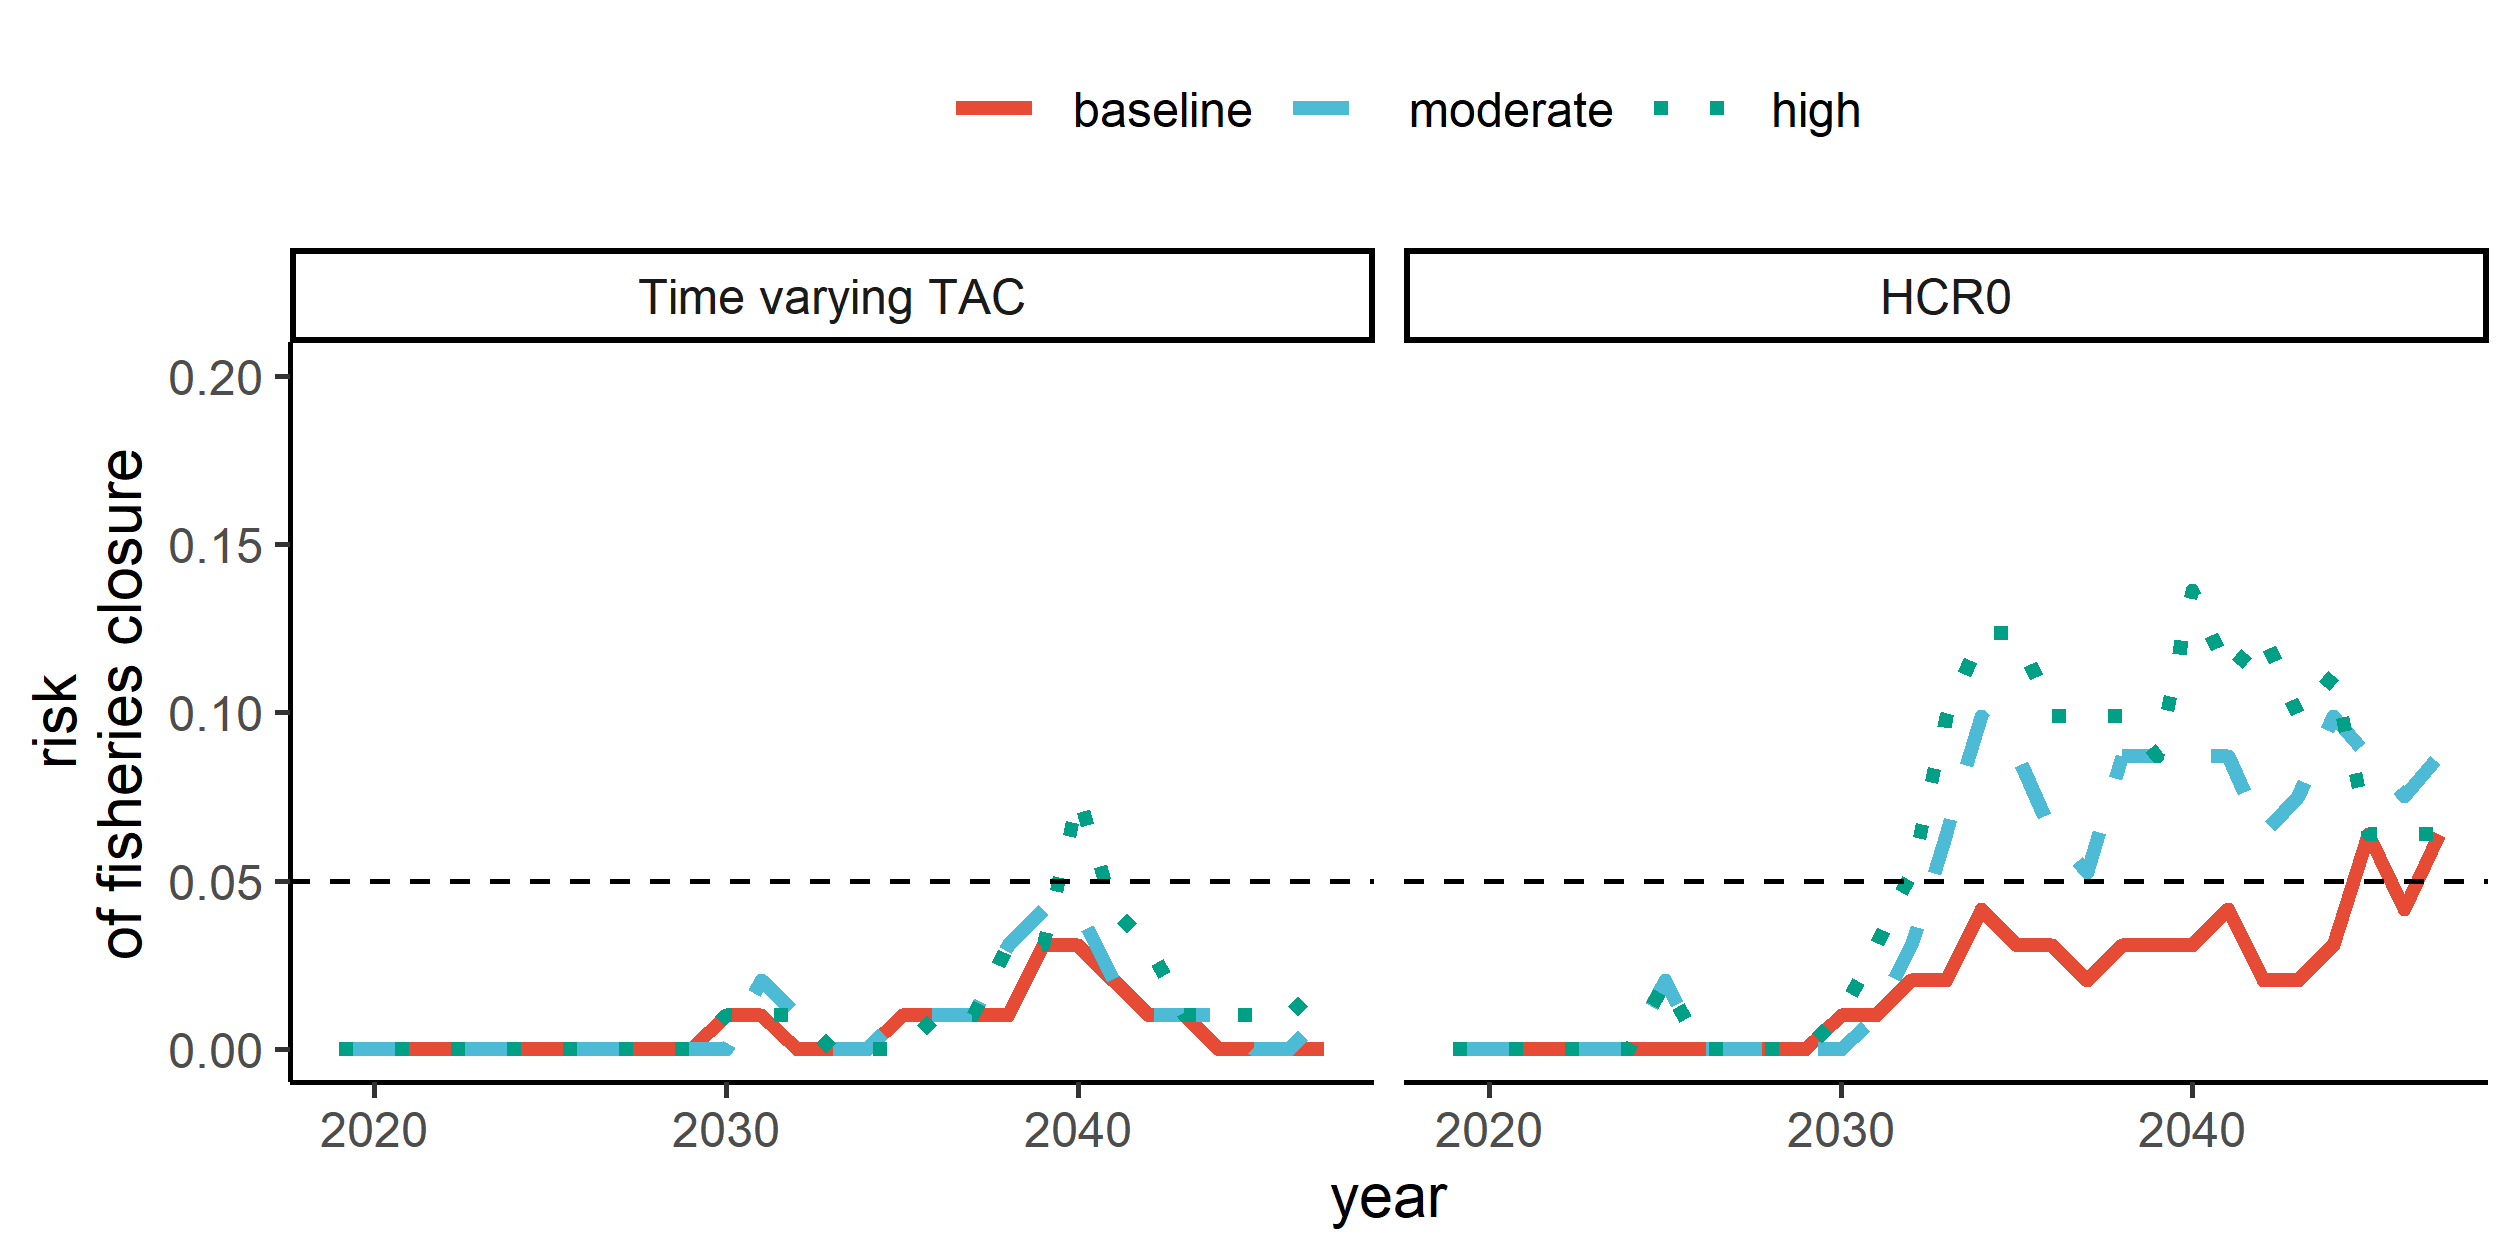 baseline moderate high
Time varying TAC HCR0
risk
of fisheries closure
0.20
0.15
0.10
0.05
0.00
2020 2030 2040 2020 2030 2040
year